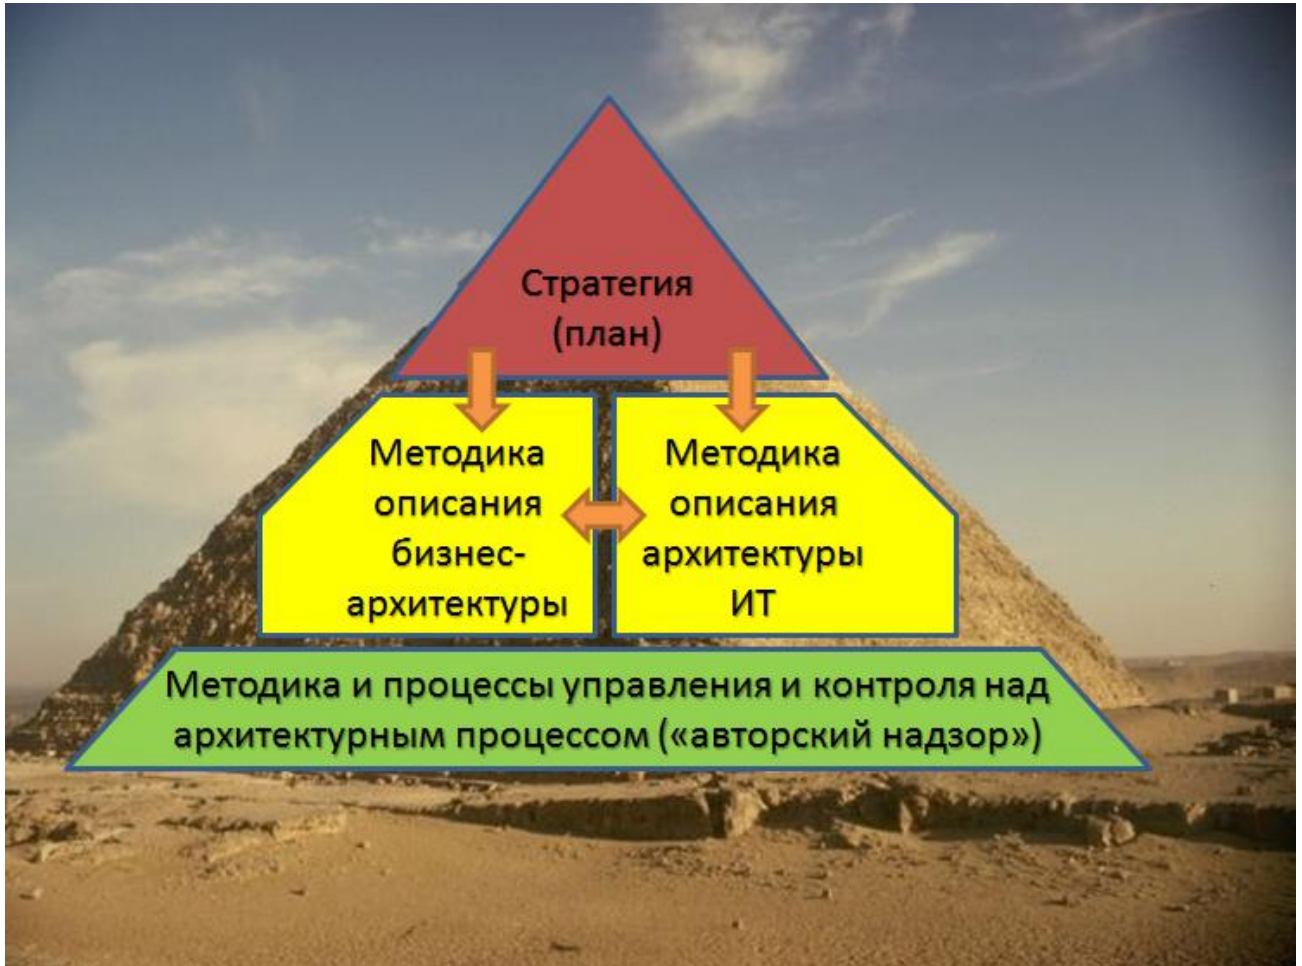 Стратегия
(план)
Методика
описания
бизнес-
архитектуры
Методика
описания
архитектуры
ИТ
Методика и процессы управления и контроля над
архитектурным процессом («авторский надзор»)